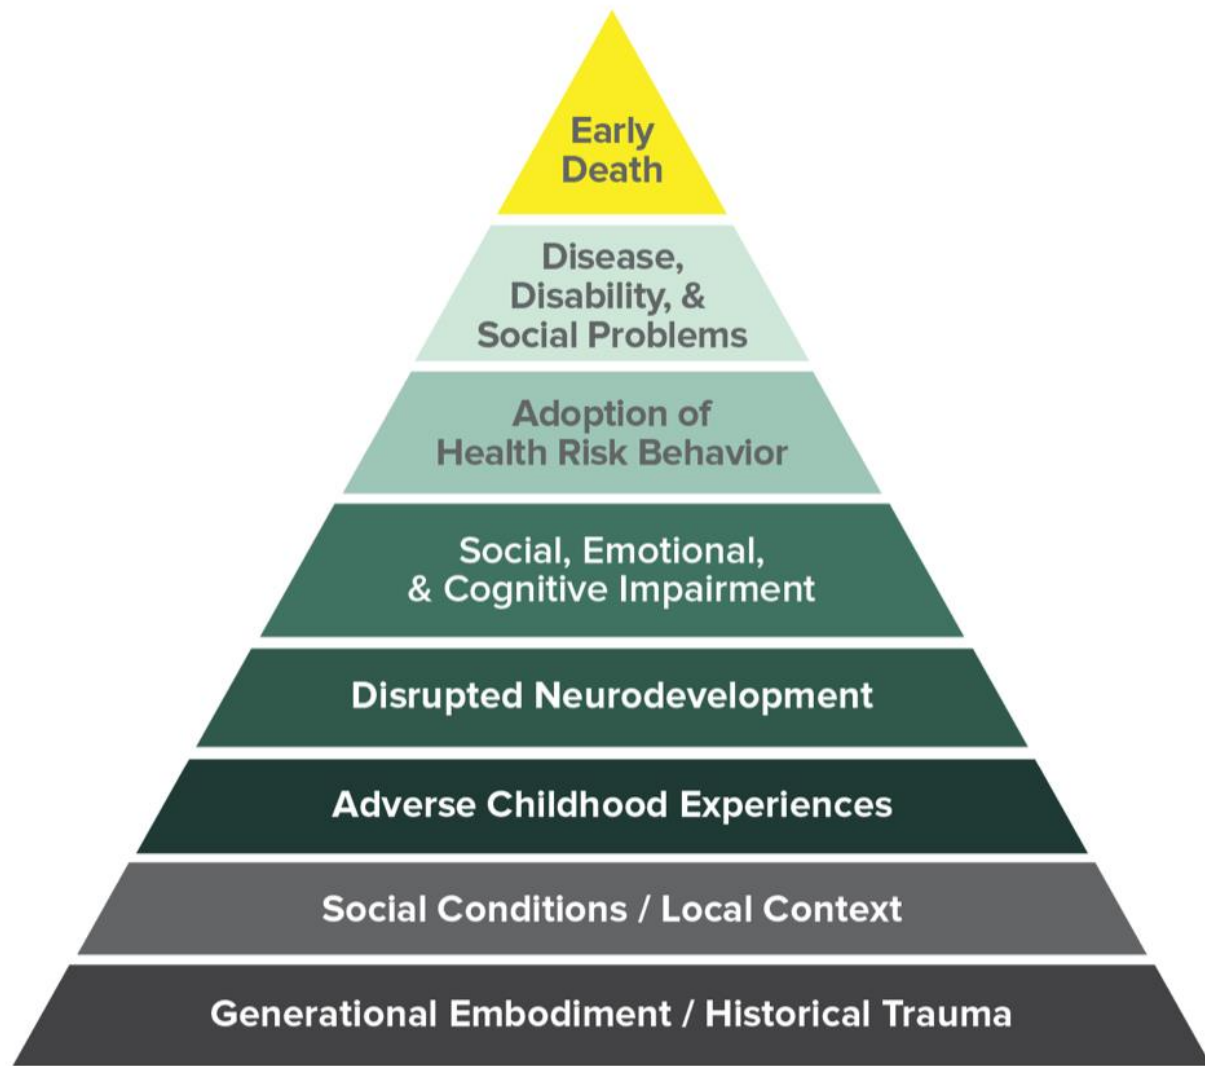 Early
Death
Disease,
Disability, &
Social Problems
Adoption of
Health Risk Behavior
Social, Emotional,
& Cognitive Impairment
Disrupted Neurodevelopment
Adverse Childhood Experiences
Social Conditions / Local Context
Generational Embodiment / Historical Trauma